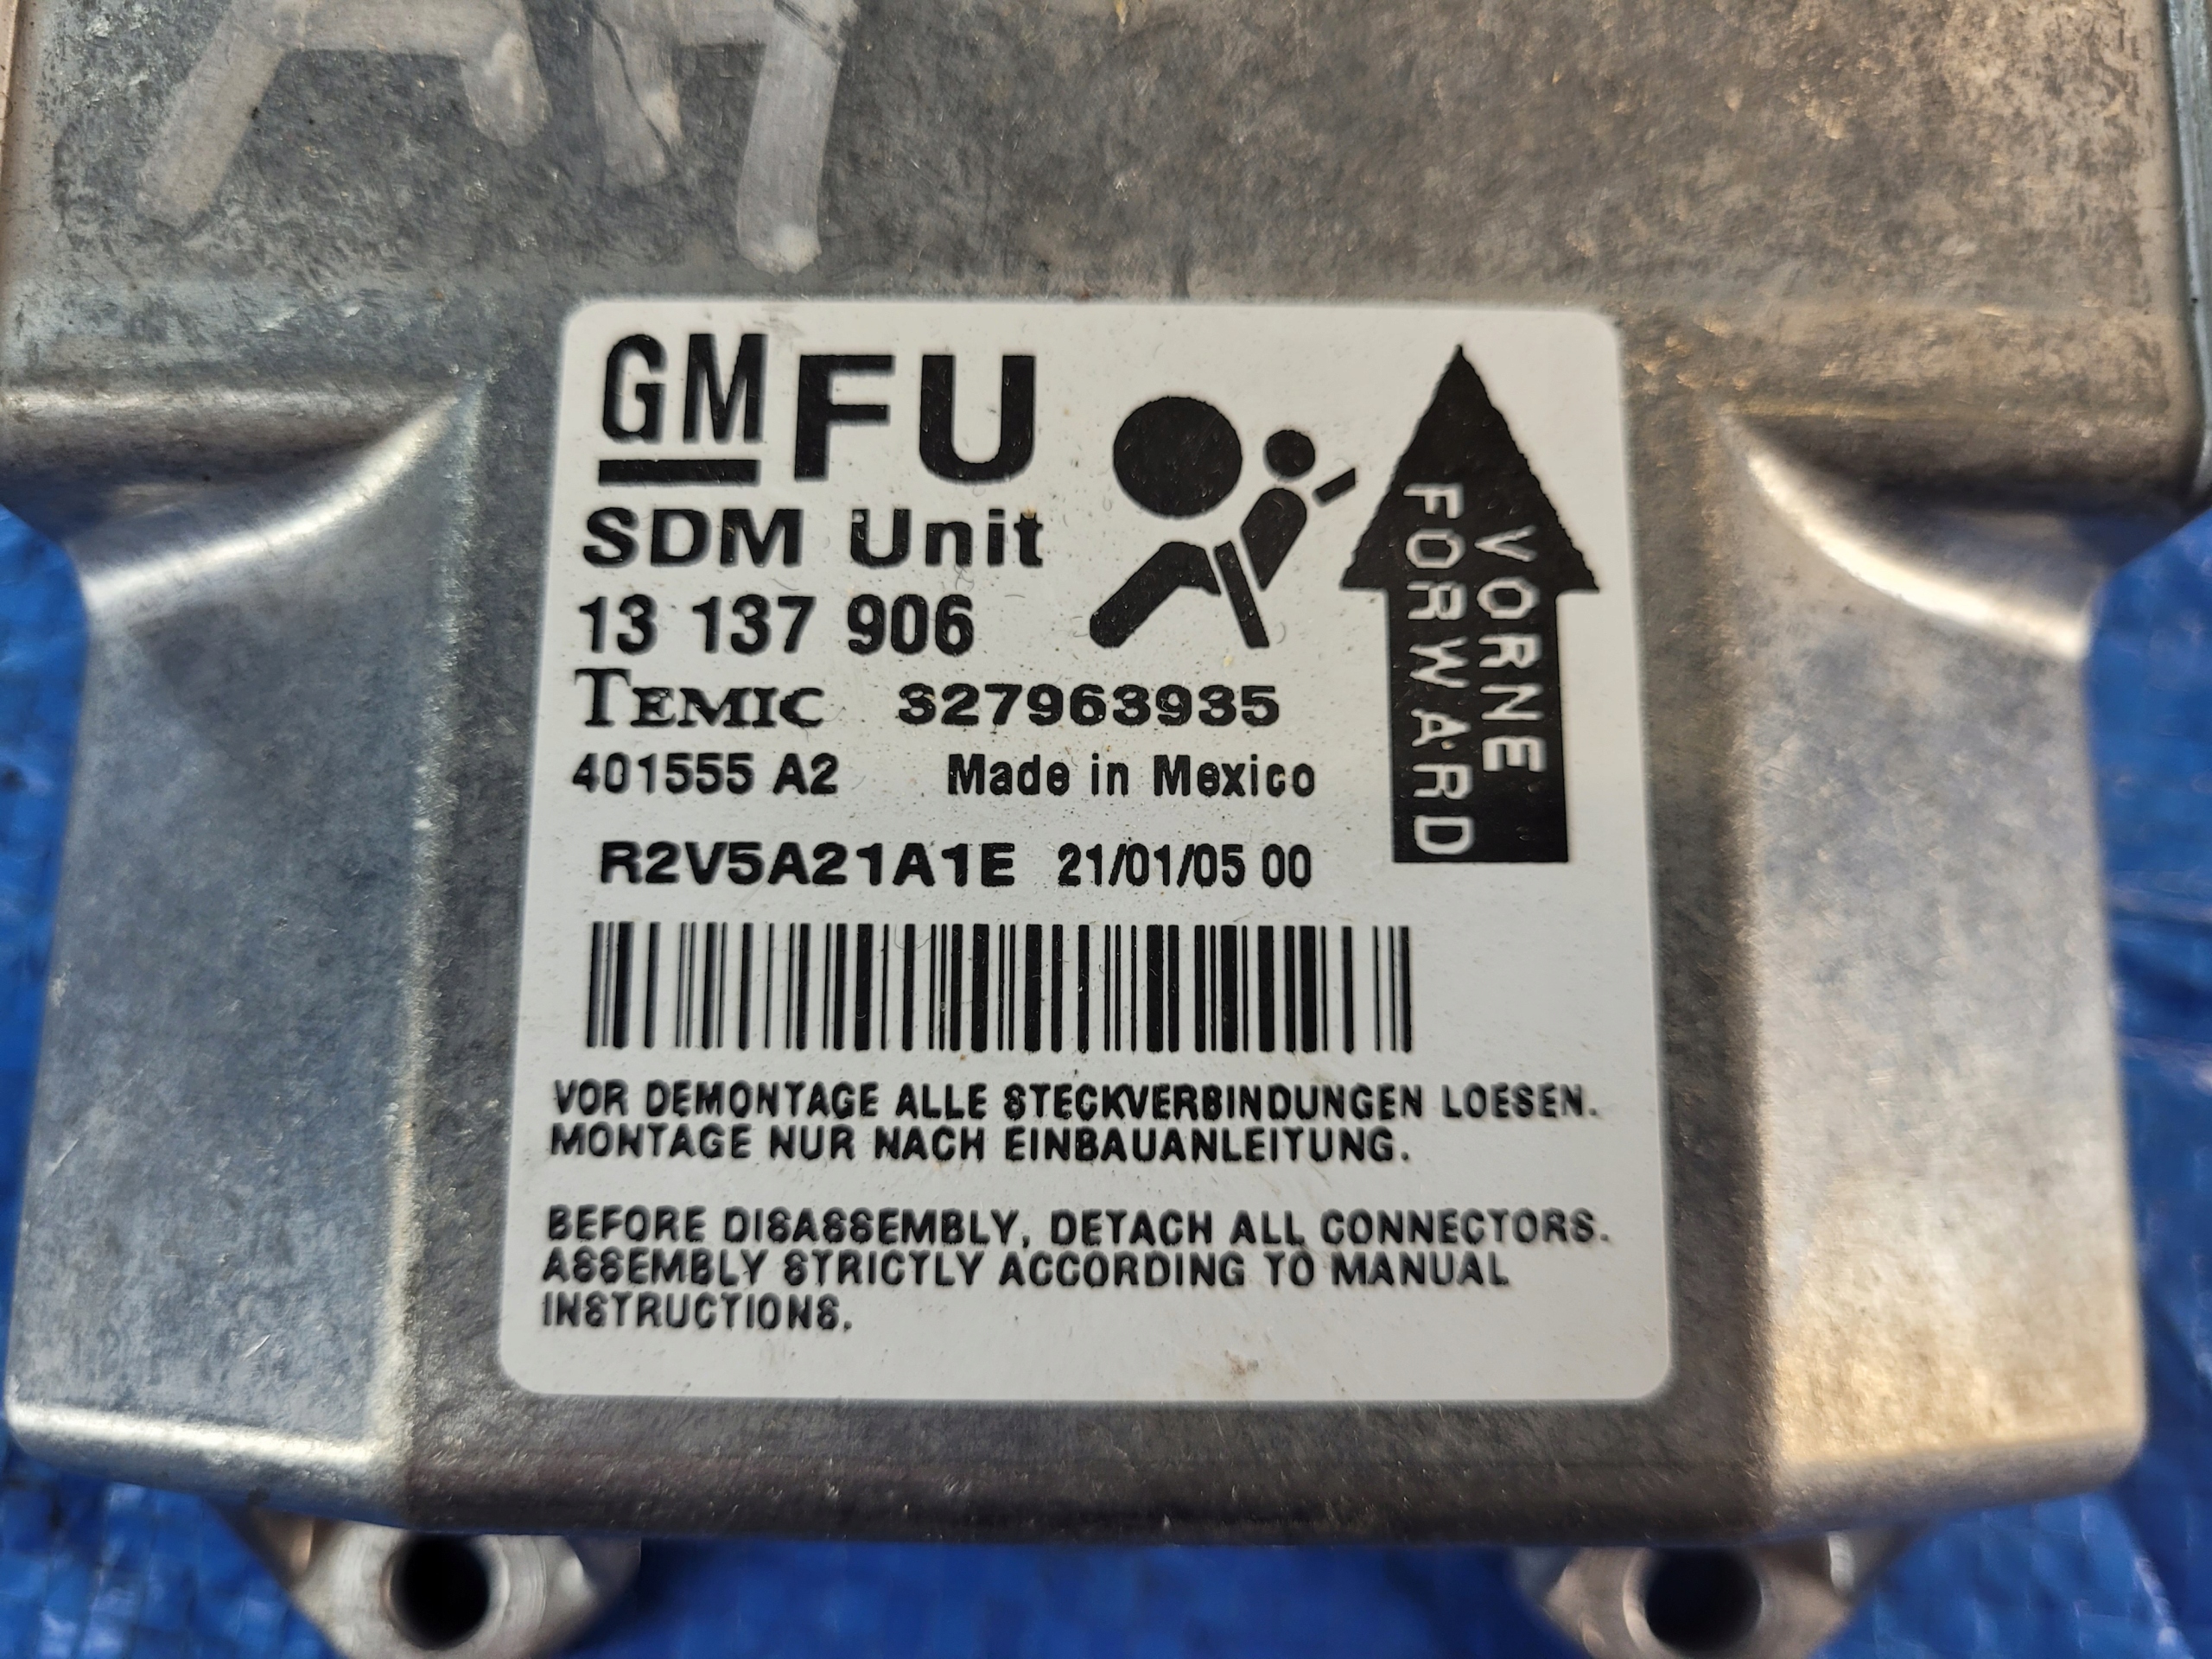 GM FU
SDM Unit
13 137 906
TEMIC 327963935
401555 A2 Made in Mexico
R2V5A21A1E 21/01/05 00
VORNE
FORWARD
VOR DEMONTAGE ALLE STECKVERBINDUNGEN LOESEN.
MONTAGE NUR NACH EINBAUANLEITUNG.
BEFORE DISASSEMBLY, DETACH ALL CONNECTORS.
ASSEMBLY STRICTLY ACCORDING TO MANUAL
INSTRUCTIONS.